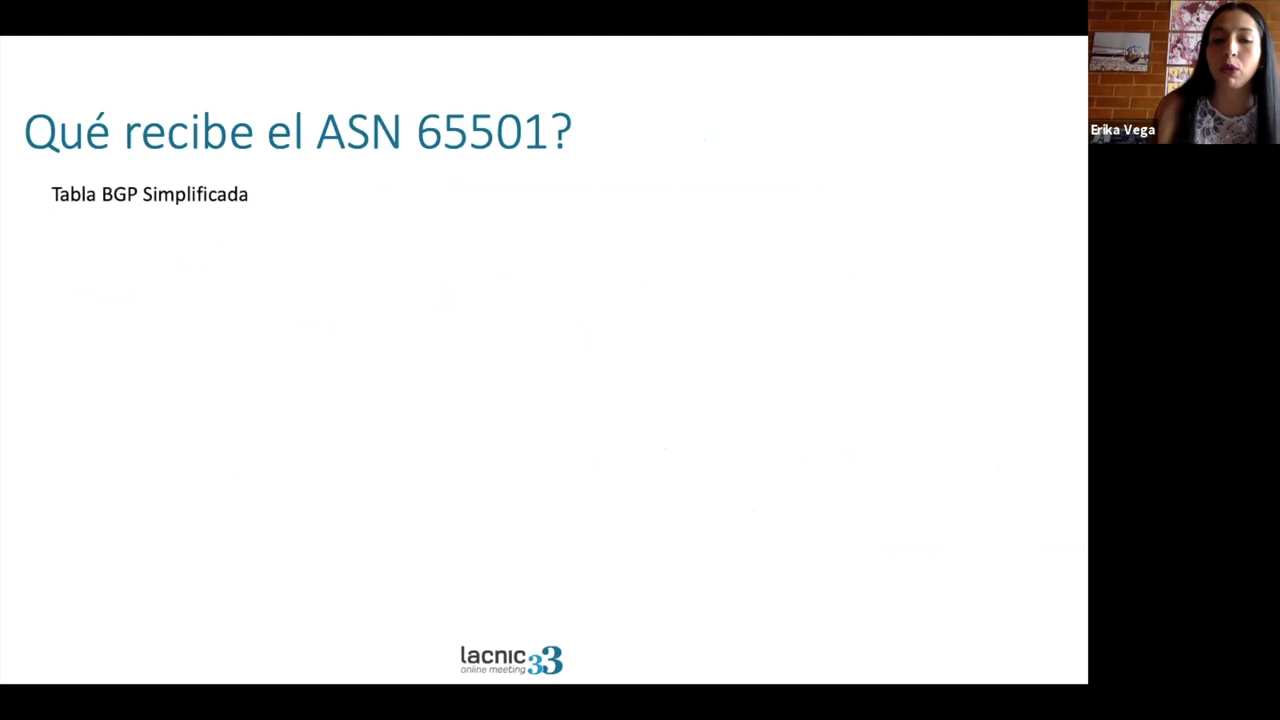 Qué recibe el ASN 65501?
Tabla BGP Simplificada
Erika Vega
lacnic 33
online meeting